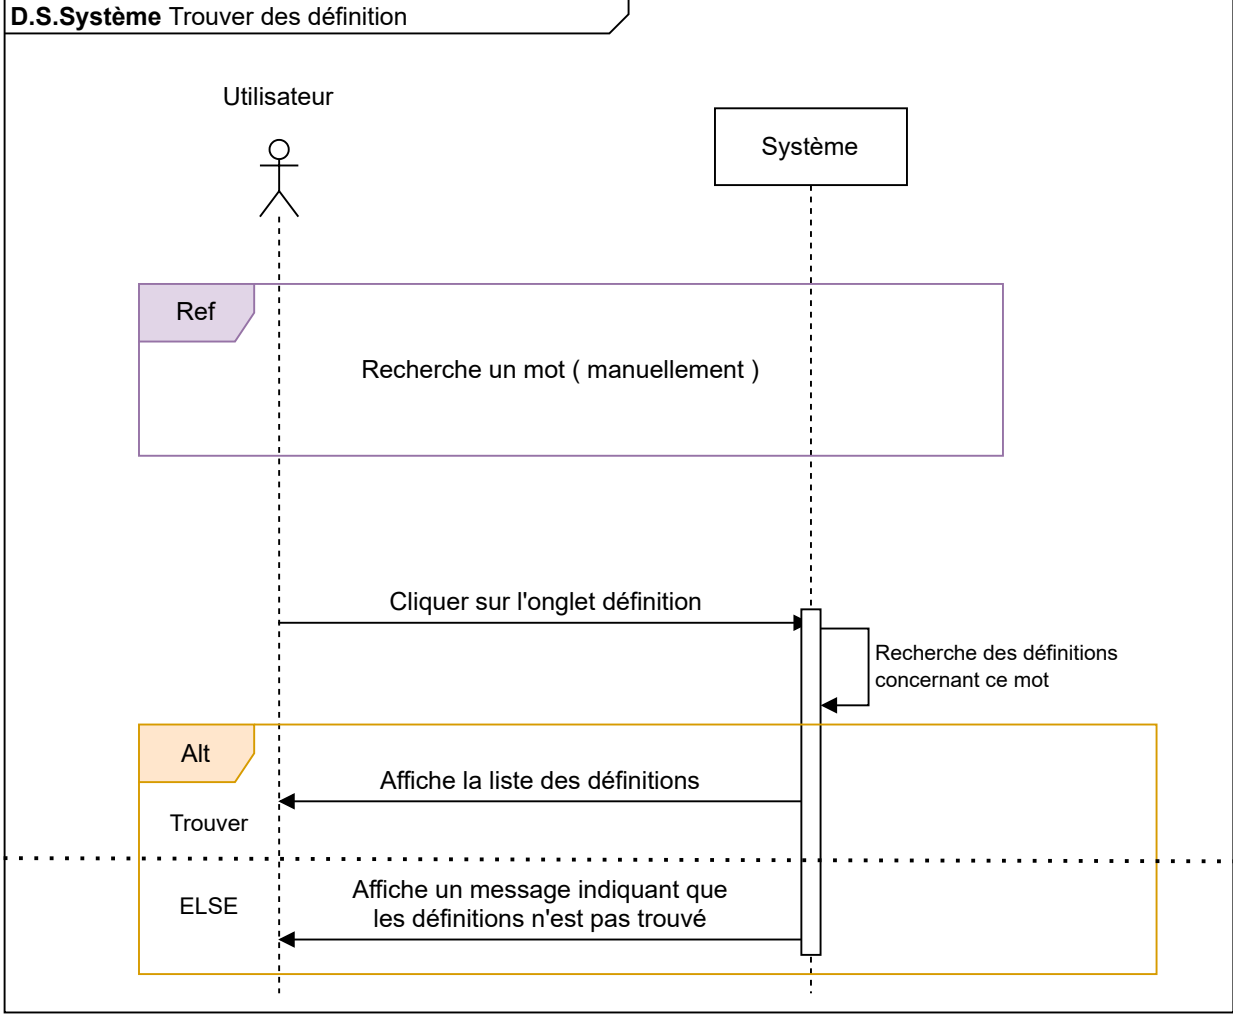 D.S.Système Trouver des définition
Utilisateur
Système
Ref
Recherche un mot ( manuellement )
Cliquer sur l'onglet définition
Recherche des définitions
concernant ce mot
Alt
Affiche la liste des définitions
Trouver
Affiche un message indiquant que
les définitions n'est pas trouvé
ELSE